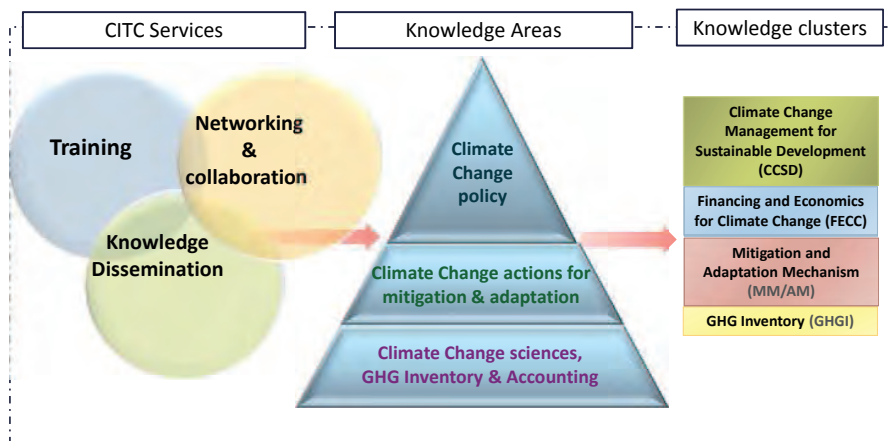 CITC Services
Knowledge Areas
Knowledge clusters
Training
Networking
&
collaboration
Knowledge
Dissemination
Climate
Change
policy
Climate Change actions for
mitigation & adaptation
Climate Change sciences,
GHG Inventory & Accounting
Climate Change
Management for
Sustainable Development
(CCSD)
Financing and Economics
for Climate Change (FECC)
Mitigation and
Adaptation Mechanism
(MM/AM)
GHG Inventory (GHGI)